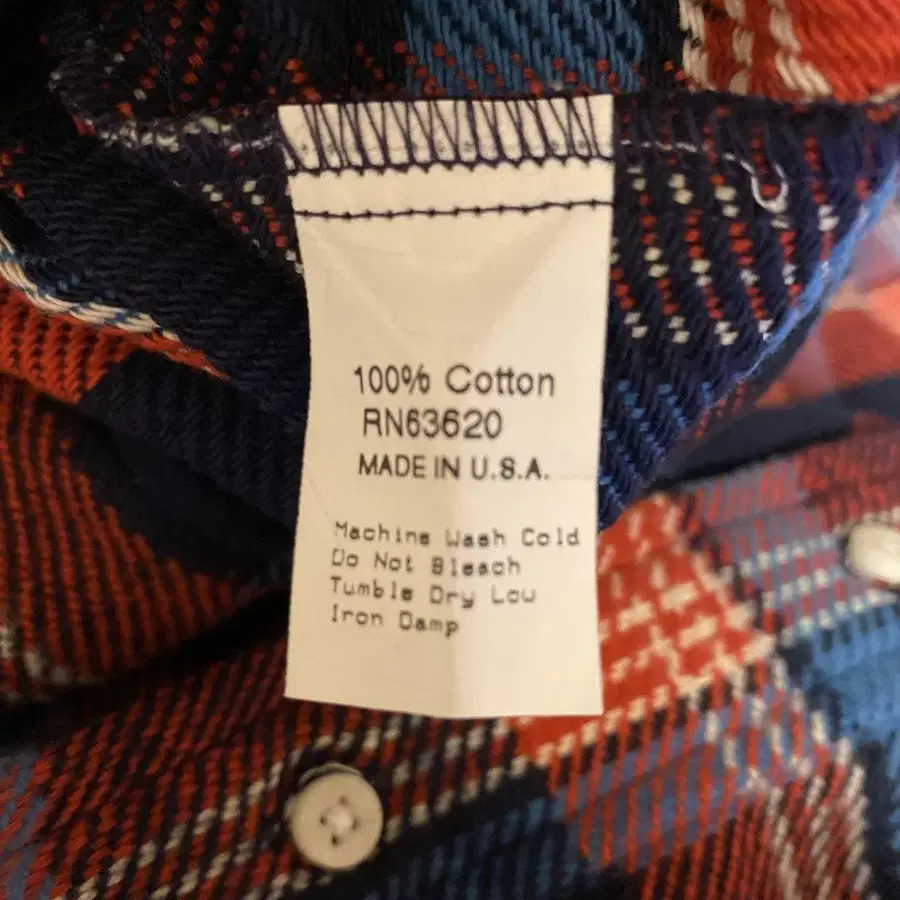 100% Cotton
RN63620
MADE IN U.S.A.
Machine Wash Cold
Do Not Bleach
Tumble Dry Low
Iron Damp